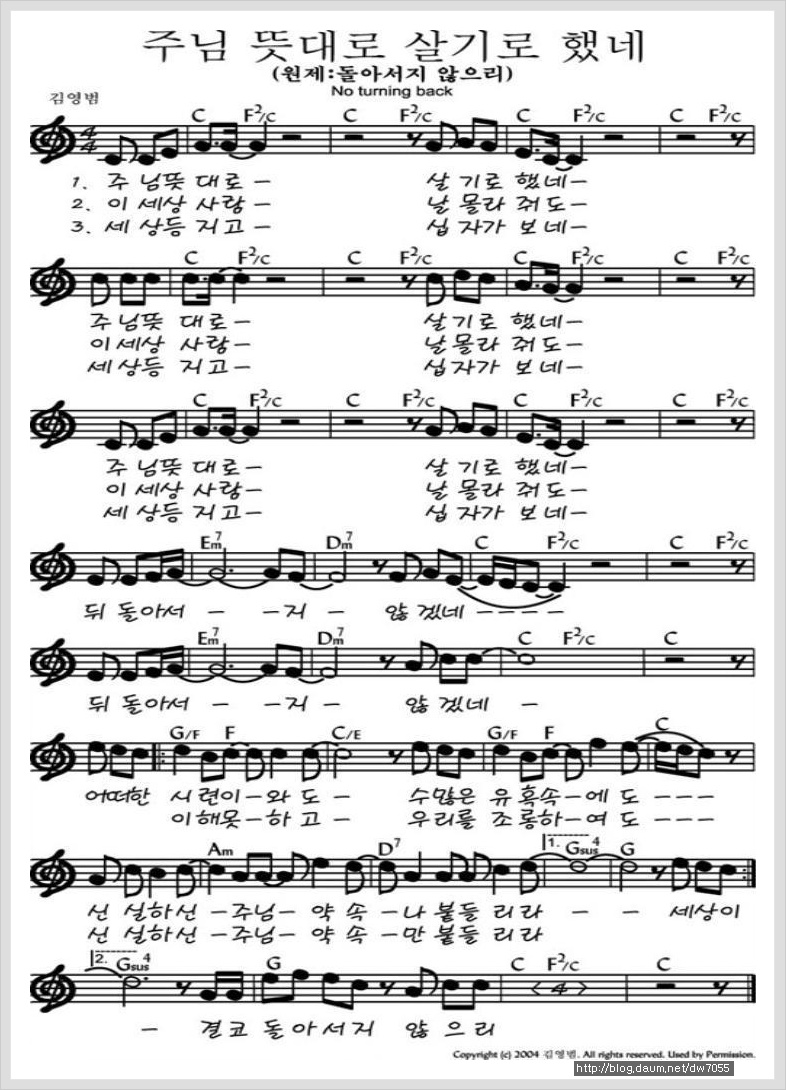 주님 뜻대로 살기로 했네
(원제:돌아서지 않으리)
No turning back
김영범
C F2/C C F2/C C F2/C C F2/C
1. 주 님뜻 대로- 살 기로 했네-
2. 이 세상 사랑- 날 몰라 줘도-
3. 세 상등 지고- 십 자가 보네-
C F2/C C F2/C C F2/C C F2/C
주 님뜻 대로- 살 기로 했네-
이 세상 사랑- 날 몰라 줘도-
세 상등 지고- 십 자가 보네-
C F2/C C F2/C C F2/C C F2/C
주 님뜻 대로- 살 기로 했네-
이 세상 사랑- 날 몰라 줘도-
세 상등 지고- 십 자가 보네-
Em7 Dm7 C F2/C C F2/C
뒤 돌아서 - -지- 않 겠네 - - - -
Em7 Dm7 C F2/C C
뒤 돌아서 - -지- 않 겠네 -
G/F F C/E G/F F C
어떠한 시 련이-와 도- 수많은 유 혹속-에 도 - - -
이해못-하 고- 우리를 조 롱하-여 도 - - -
Am D7 1. Gsus4 G
신 실하신 -주님- 약 속 -나 붙들 리라 - - 세상이
신 실하신 -주님- 약 속 -만 붙들 리라
2. Gsus4 G C F2/C C
<4>
- 결코 돌아서지 않 으 리
Copyright (c) 2004 김영범. All rights reserved. Used by Permission.
http://blog.daum.net/dw7055